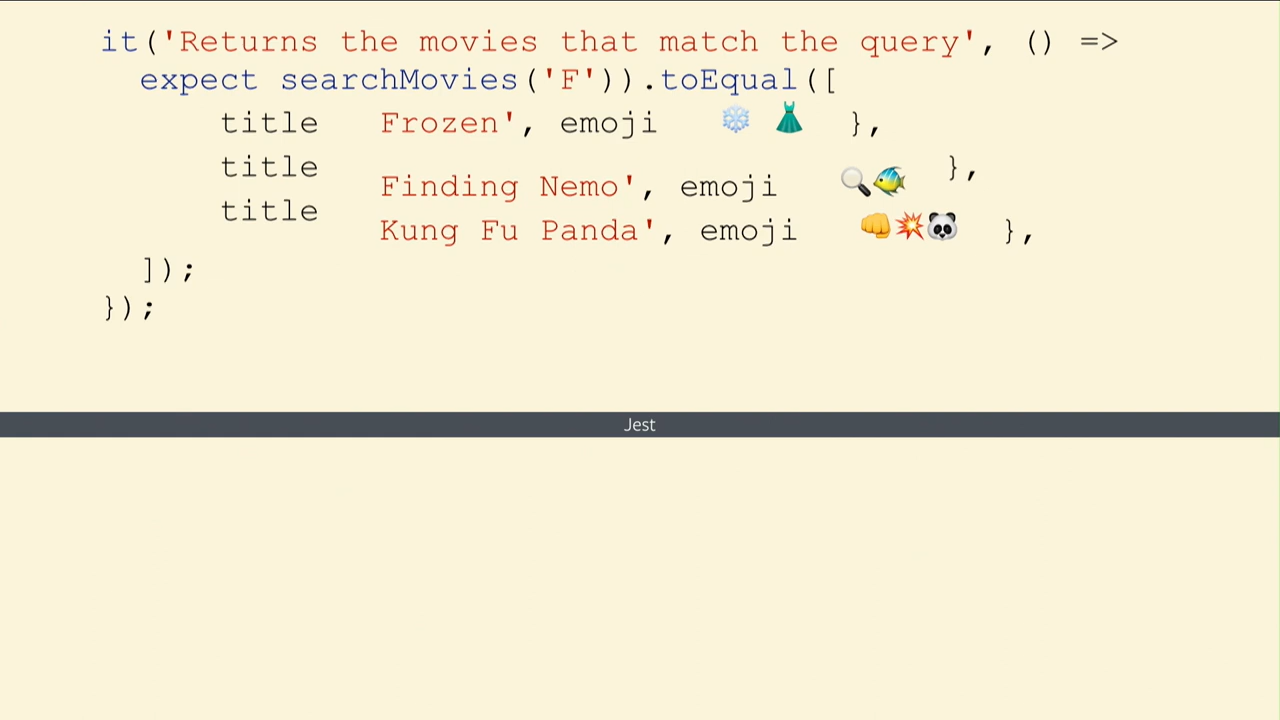 it('Returns the movies that match the query', () =>
expect searchMovies('F')).toEqual([
title Frozen', emoji ❄️ 👗 },
title Finding Nemo', emoji 🔍🐠 },
title Kung Fu Panda', emoji 👊💥🐼 },
]);
});
Jest